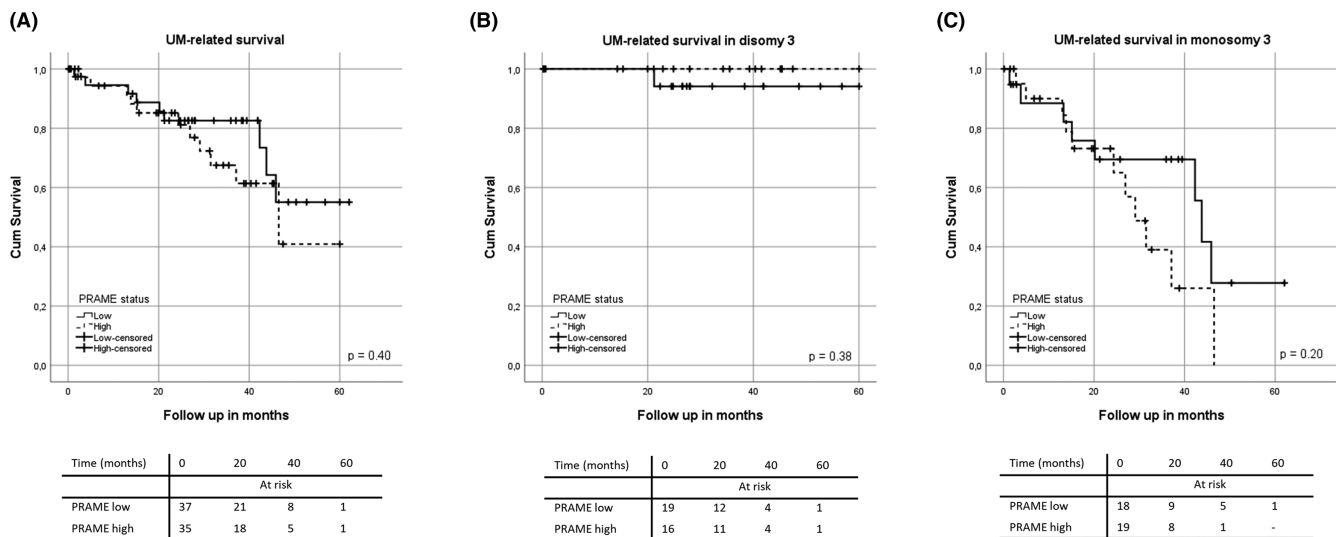 (A)
UM-related survival
1,0
0,8
0,6
0,4
0,2
0,0
Cum Survival
PRAME status
Low
High
Low-censored
High-censored
p = 0.40
0 20 40 60
Follow up in months
Time (months) 0 20 40 60
At risk
PRAME low 37 21 8 1
PRAME high 35 18 5 1
(B)
UM-related survival in disomy 3
1,0
0,8
0,6
0,4
0,2
0,0
Cum Survival
PRAME status
Low
High
Low-censored
High-censored
p = 0.38
0 20 40 60
Follow up in months
Time (months) 0 20 40 60
At risk
PRAME low 19 12 4 1
PRAME high 16 11 4 1
(C)
UM-related survival in monosomy 3
1,0
0,8
0,6
0,4
0,2
0,0
Cum Survival
PRAME status
Low
High
Low-censored
High-censored
p = 0.20
0 20 40 60
Follow up in months
Time (months) 0 20 40 60
At risk
PRAME low 18 9 5 1
PRAME high 19 8 1 -